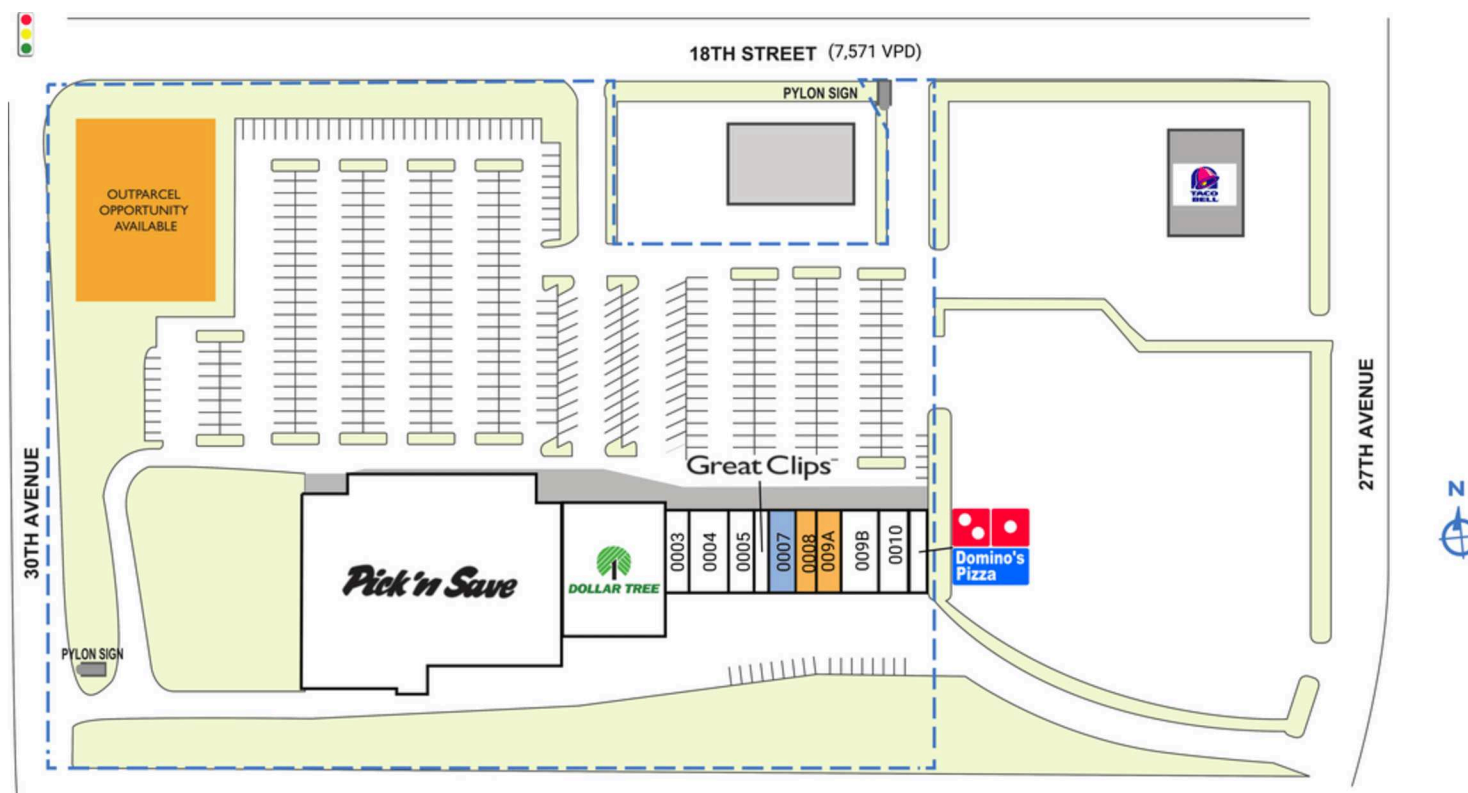 18TH STREET (7,571 VPD)
PYLON SIGN
OUTPARCEL
OPPORTUNITY
AVAILABLE
TACO
BELL
30TH AVENUE
27TH AVENUE
N
Great Clips
Pick'n Save
DOLLAR TREE
0003
0004
0005
0007
0008
009A
009B
0010
Domino's
Pizza
PYLON SIGN